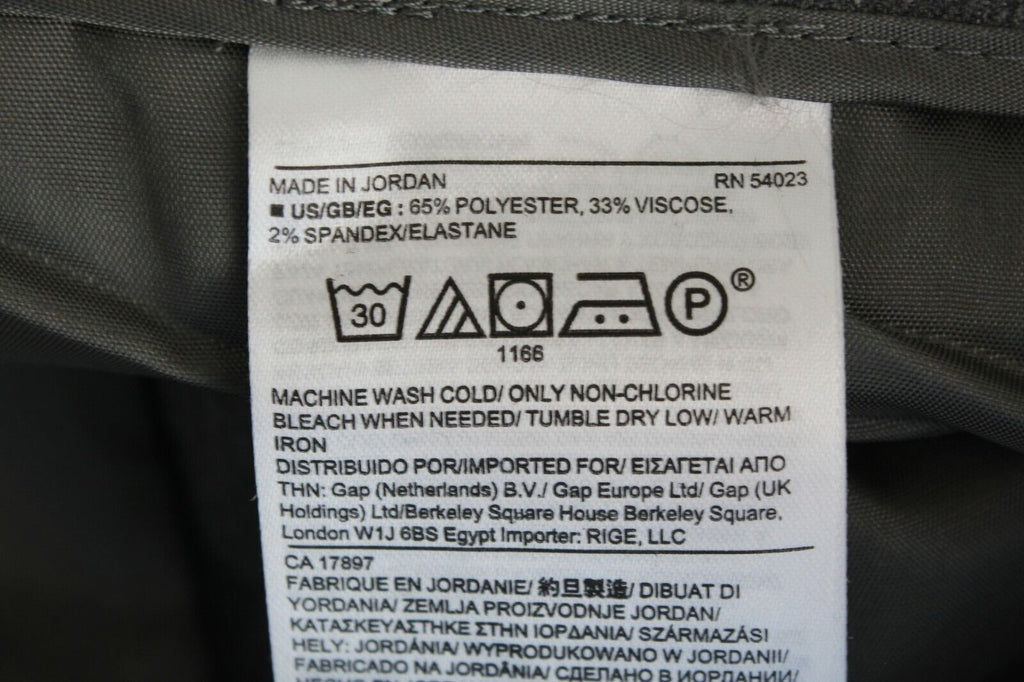 MADE IN JORDAN RN 54023
■ US/GB/EG : 65% POLYESTER, 33% VISCOSE,
2% SPANDEX/ELASTANE
30 P ®
1166
MACHINE WASH COLD/ ONLY NON-CHLORINE
BLEACH WHEN NEEDED/ TUMBLE DRY LOW/ WARM
IRON
DISTRIBUIDO POR/IMPORTED FOR/ ΕΙΣΑΓΕΤΑΙ ΑΠΟ
ΤΗΝ: Gap (Netherlands) B.V./ Gap Europe Ltd/ Gap (UK
Holdings) Ltd/Berkeley Square House Berkeley Square,
London W1J 6BS Egypt Importer: RIGE, LLC
CA 17897
FABRIQUE EN JORDANIE/ 約旦製造/ DIBUAT DI
YORDANIA/ ZEMLJA PROIZVODNJE JORDAN/
ΚΑΤΑΣΚΕΥΑΣΤΗΚΕ ΣΤΗΝ ΙΟΡΔΑΝΙΑ/ SZÁRMAZÁSI
HELY: JORDÁNIA/ WYPRODUKOWANO W JORDANII/
FABRICADO NA JORDÂNIA/ СДЕЛАНО В ИОРДАНИИ/